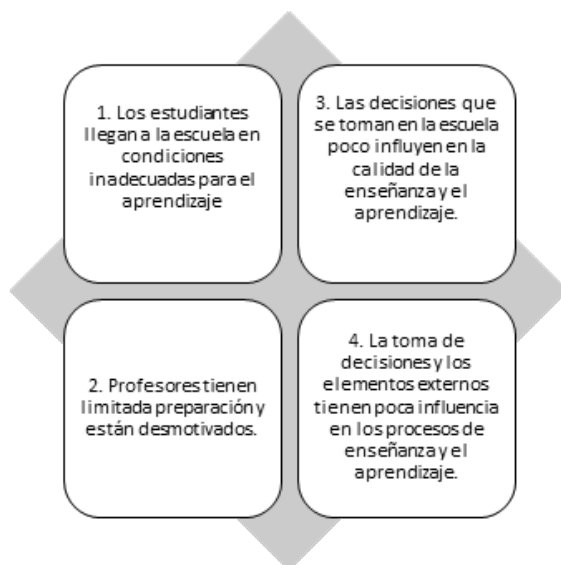 1. Los estudiantes
llegan a la escuela en
condiciones
inadecuadas para el
aprendizaje
2. Profesores tienen
limitada preparación y
están desmotivados.
3. Las decisiones que
se toman en la escuela
poco influyen en la
calidad de la
enseñanza y el
aprendizaje.
4. La toma de
decisiones y los
elementos externos
tienen poca influencia
en los procesos de
enseñanza y el
aprendizaje.